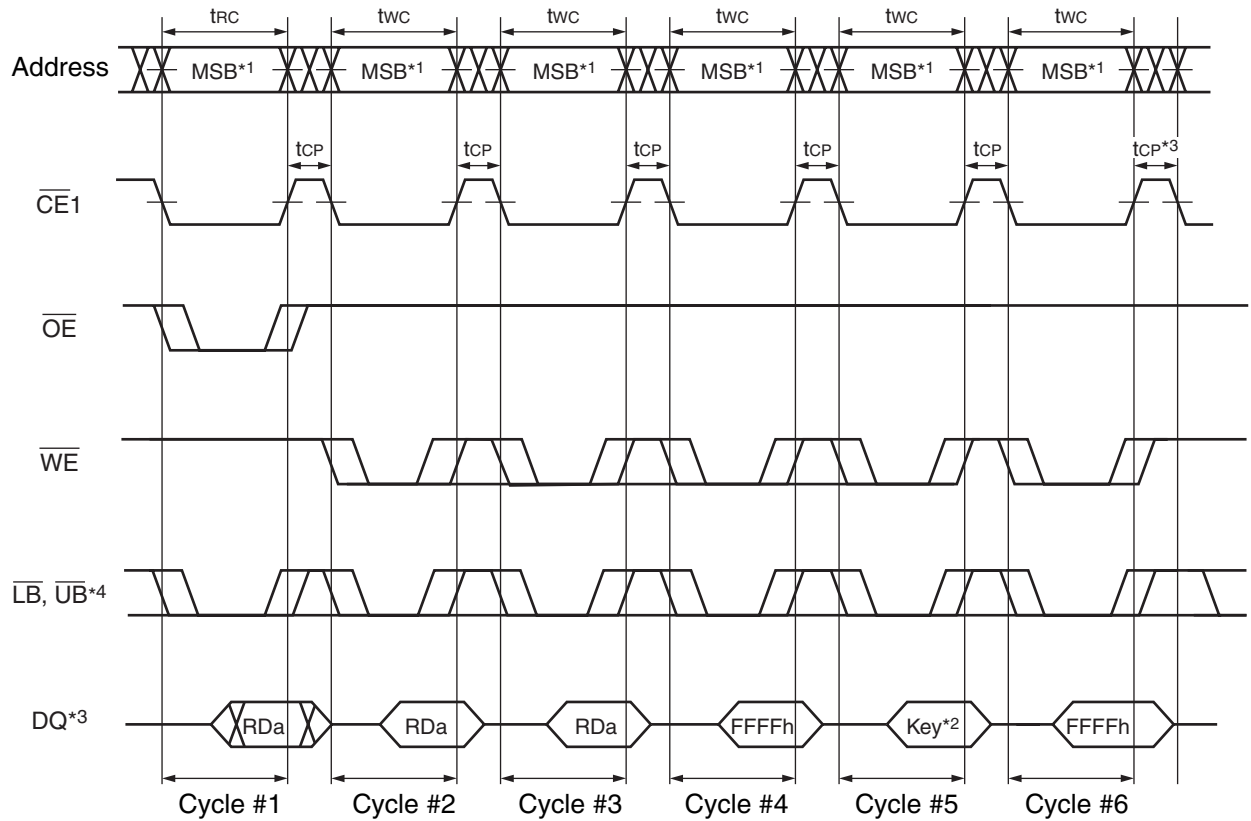 tRC tWC tWC tWC tWC tWC
Address MSB*1 MSB*1 MSB*1 MSB*1 MSB*1 MSB*1
tCP tCP tCP tCP tCP tCP*3
CE1
OE
WE
LB, UB*4
DQ*3 RDa RDa RDa FFFFh Key*2 FFFFh
Cycle #1 Cycle #2 Cycle #3 Cycle #4 Cycle #5 Cycle #6